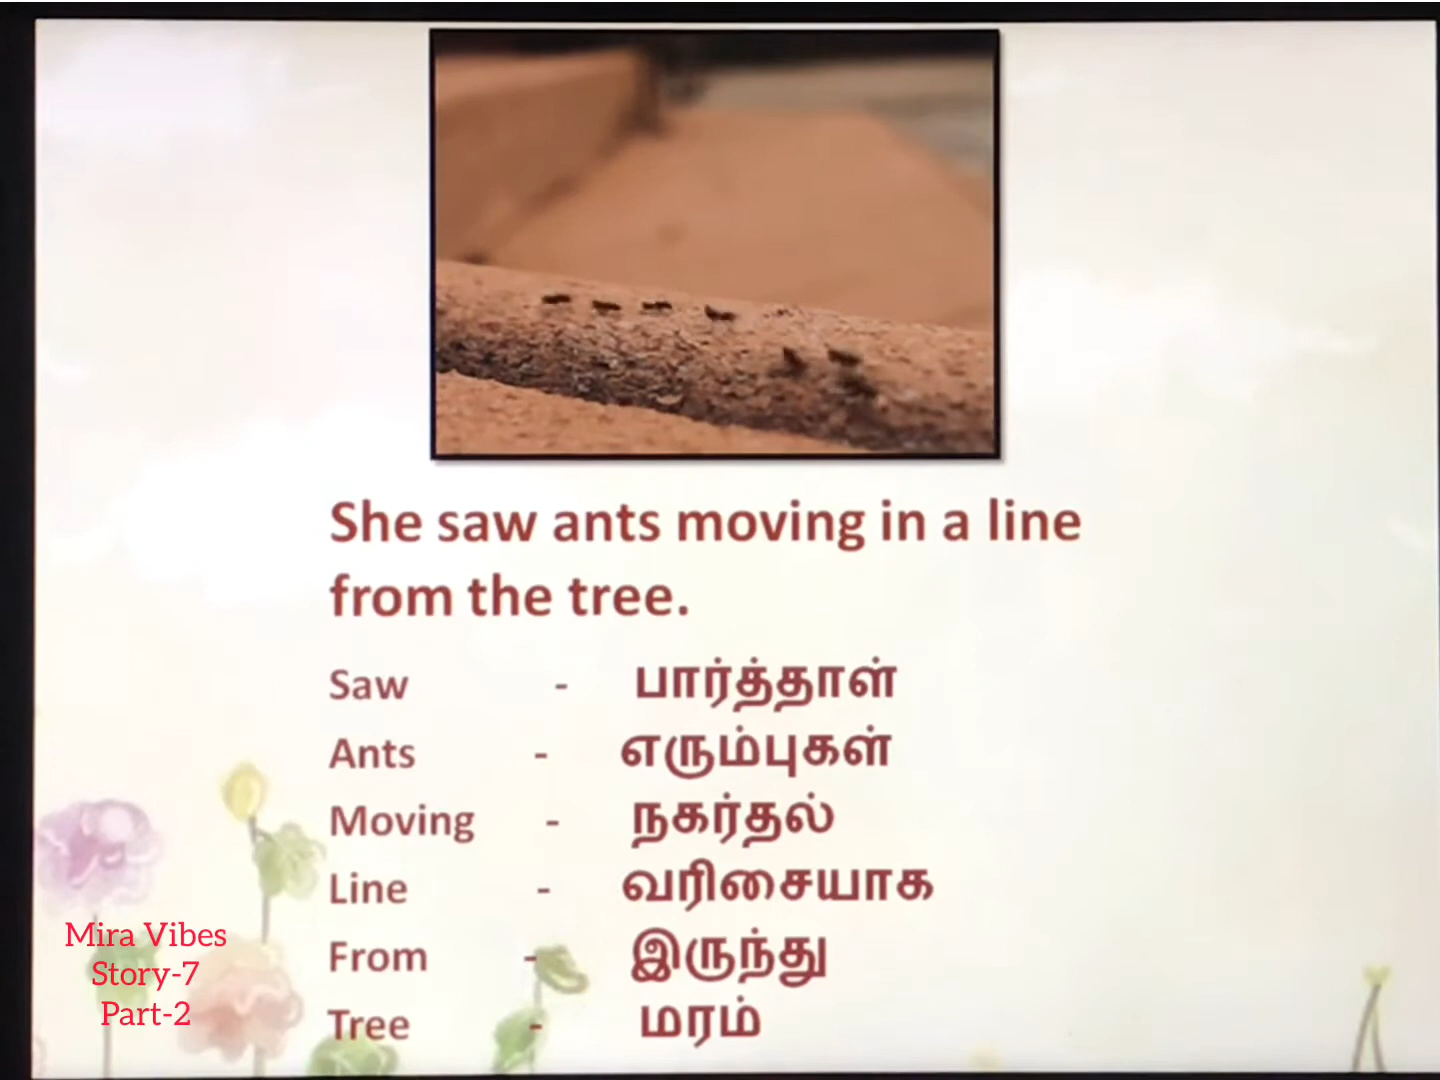 She saw ants moving in a line
from the tree.
Saw - பார்த்தாள்
Ants - எரும்புகள்
Moving - நகர்தல்
Line - வரிசையாக
From - இருந்து
Tree - மரம்
Mira Vibes
Story-7
Part-2